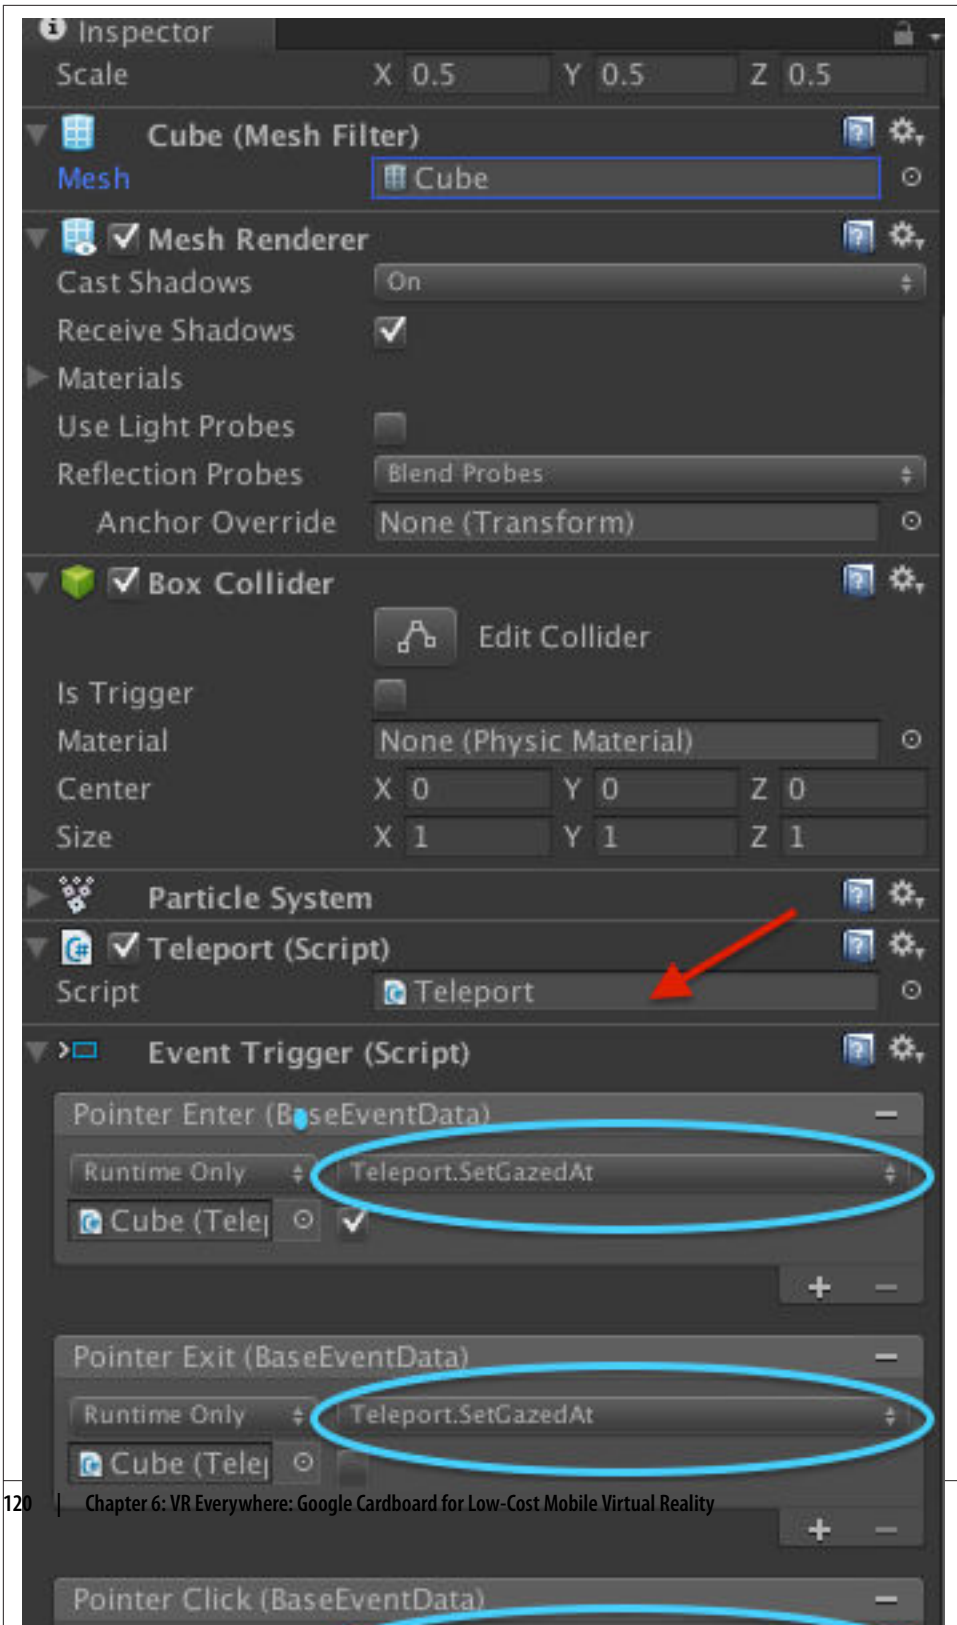 Inspector
Scale X 0.5 Y 0.5 Z 0.5
Cube (Mesh Filter)
Mesh Cube
Mesh Renderer
Cast Shadows On
Receive Shadows
Materials
Use Light Probes
Reflection Probes Blend Probes
Anchor Override None (Transform)
Box Collider
Edit Collider
Is Trigger
Material None (Physic Material)
Center X 0 Y 0 Z 0
Size X 1 Y 1 Z 1
Particle System
Teleport (Script)
Script Teleport
Event Trigger (Script)
Pointer Enter (BaseEventData)
Runtime Only Teleport.SetGazedAt
Cube (Tele
Pointer Exit (BaseEventData)
Runtime Only Teleport.SetGazedAt
Cube (Tele
120 | Chapter 6: VR Everywhere: Google Cardboard for Low-Cost Mobile Virtual Reality
Pointer Click (BaseEventData)